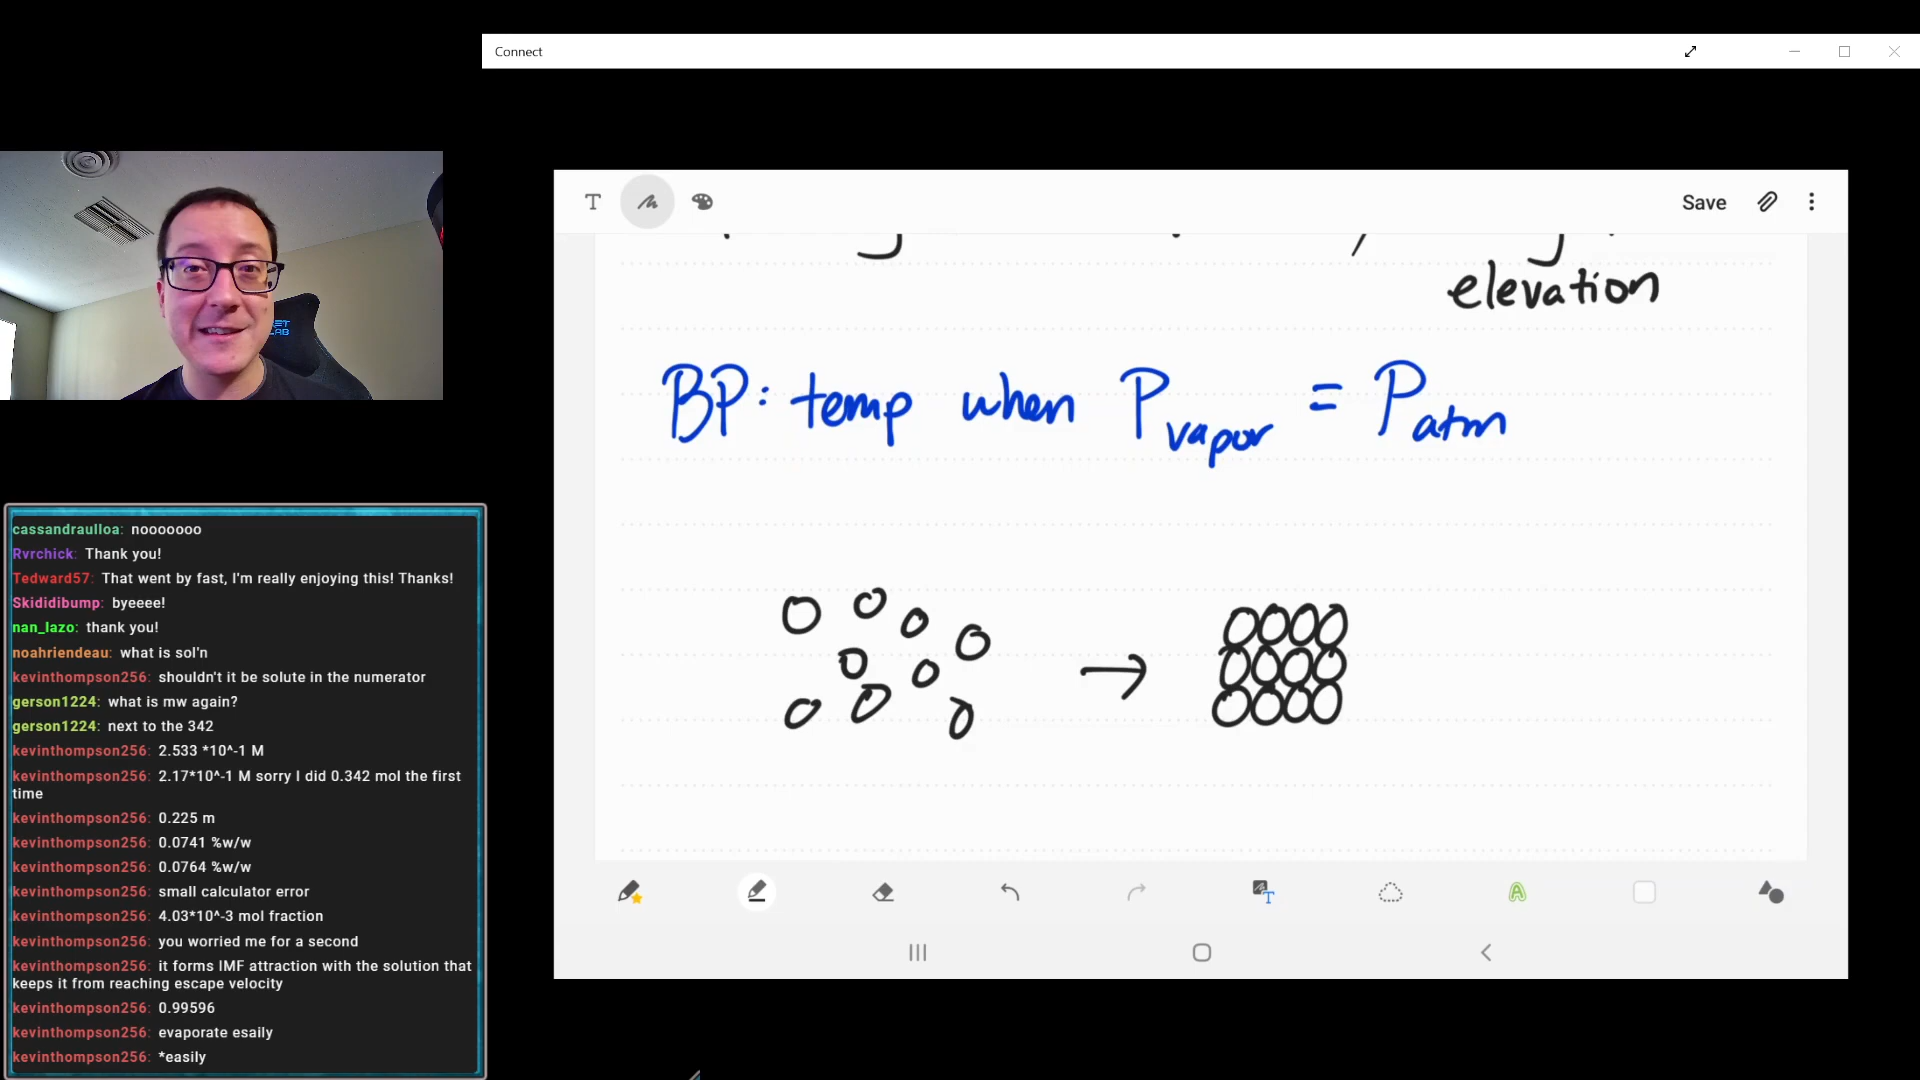 Connect
Save
elevation
BP: temp when Pvapor = Patm
cassandraulloa: nooooooo
Rvrchick: Thank you!
Tedward57: That went by fast, I'm really enjoying this! Thanks!
Skididibump: byeeee!
nan_lazo: thank you!
noahriendeau: what is sol'n
kevinthompson256: shouldn't it be solute in the numerator
gerson1224: what is mw again?
gerson1224: next to the 342
kevinthompson256: 2.533 *10^-1 M
kevinthompson256: 2.17*10^-1 M sorry I did 0.342 mol the first
time
kevinthompson256: 0.225 m
kevinthompson256: 0.0741 %w/w
kevinthompson256: 0.0764 %w/w
kevinthompson256: small calculator error
kevinthompson256: 4.03*10^-3 mol fraction
kevinthompson256: you worried me for a second
kevinthompson256: it forms IMF attraction with the solution that
keeps it from reaching escape velocity
kevinthompson256: 0.99596
kevinthompson256: evaporate esaily
kevinthompson256: *easily